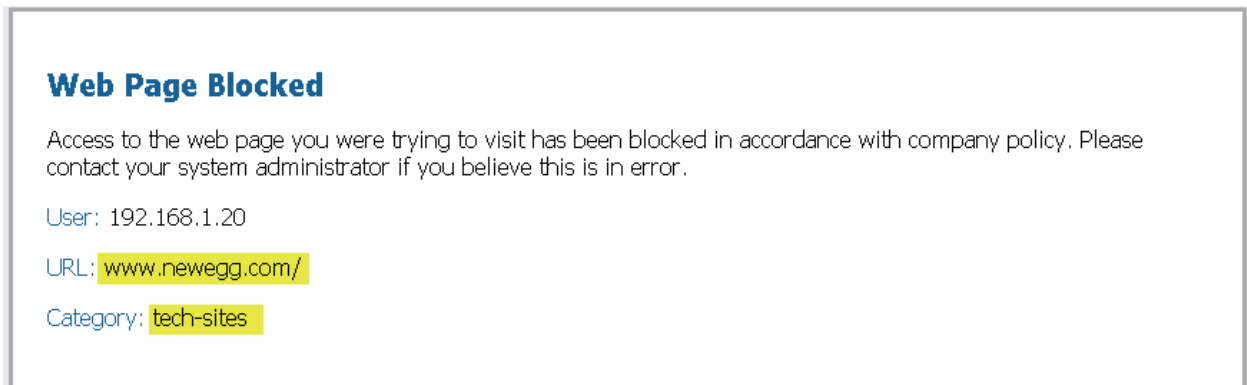 Web Page Blocked
Access to the web page you were trying to visit has been blocked in accordance with company policy. Please
contact your system administrator if you believe this is in error.
User: 192.168.1.20
URL: www.newegg.com/
Category: tech-sites